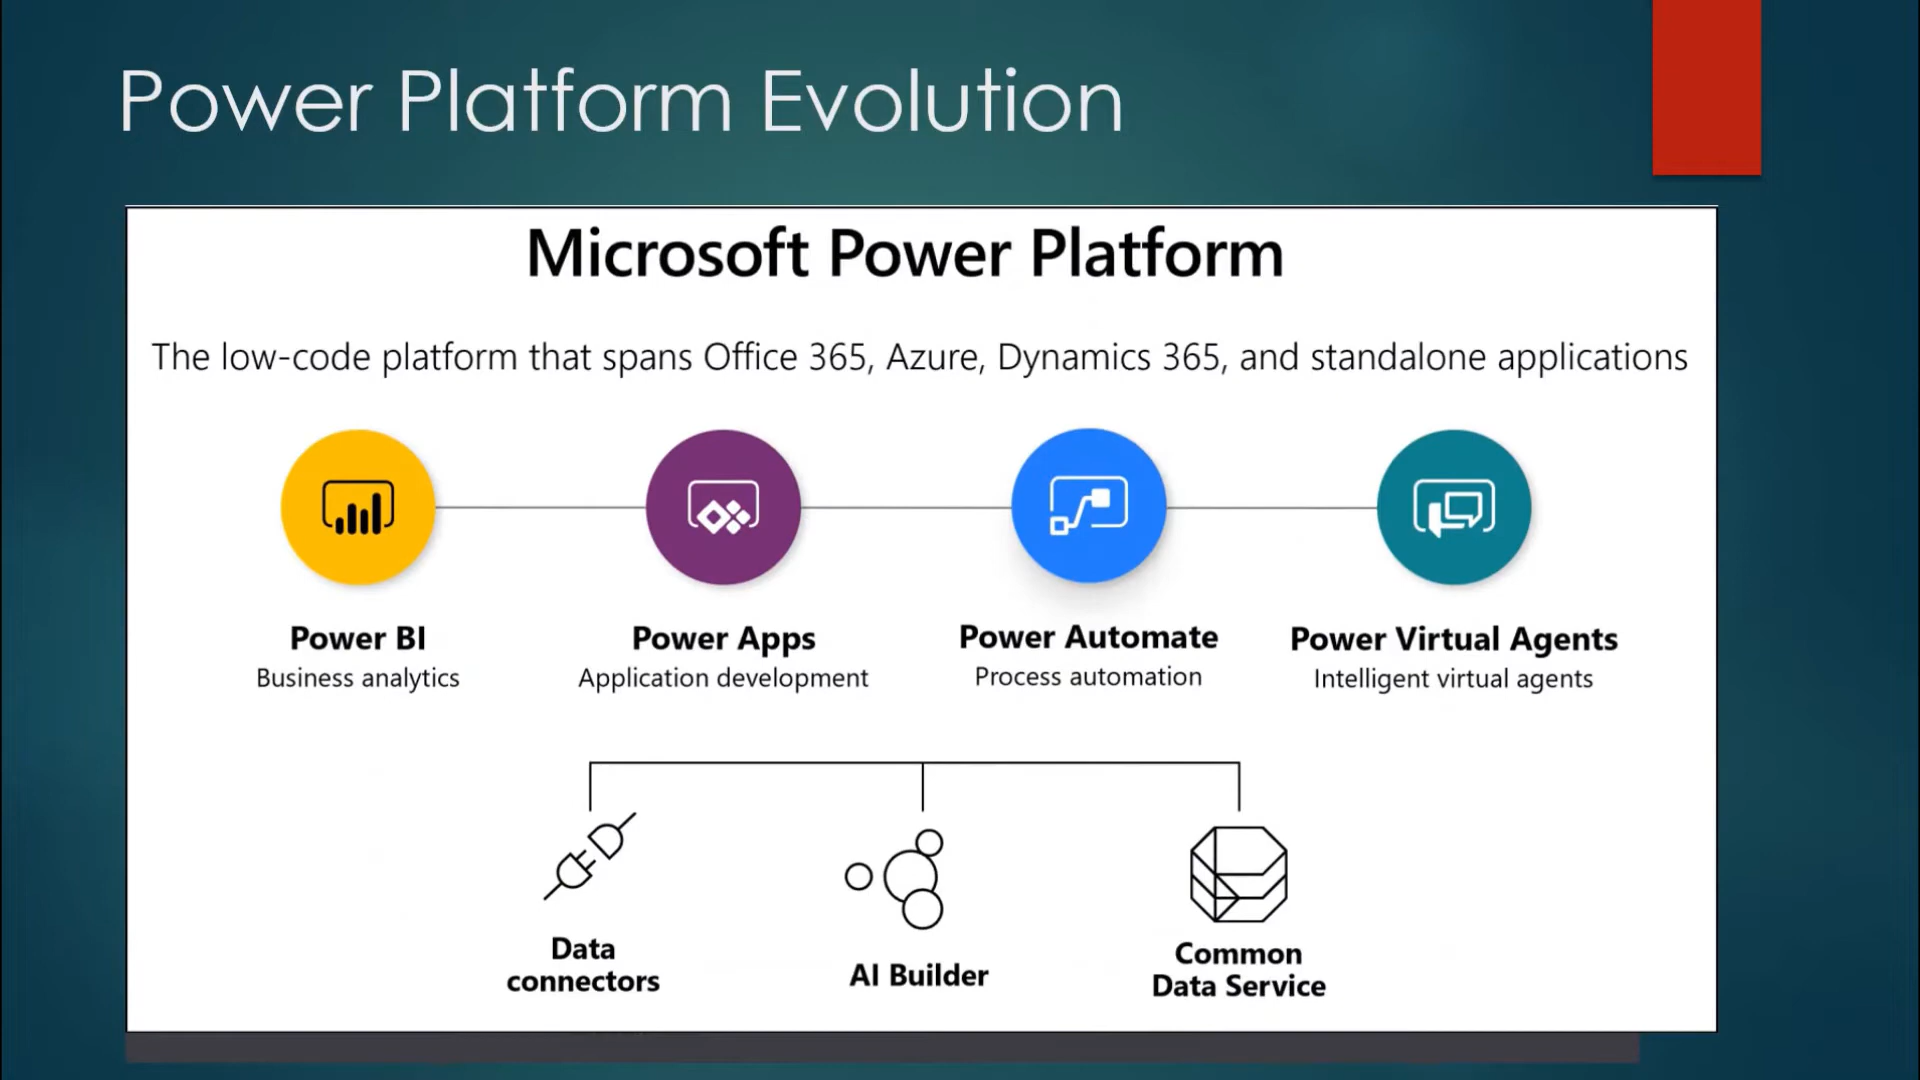 Power Platform Evolution
Microsoft Power Platform
The low-code platform that spans Office 365, Azure, Dynamics 365, and standalone applications
Power BI
Business analytics
Power Apps
Application development
Power Automate
Process automation
Power Virtual Agents
Intelligent virtual agents
Data
connectors
AI Builder
Common
Data Service